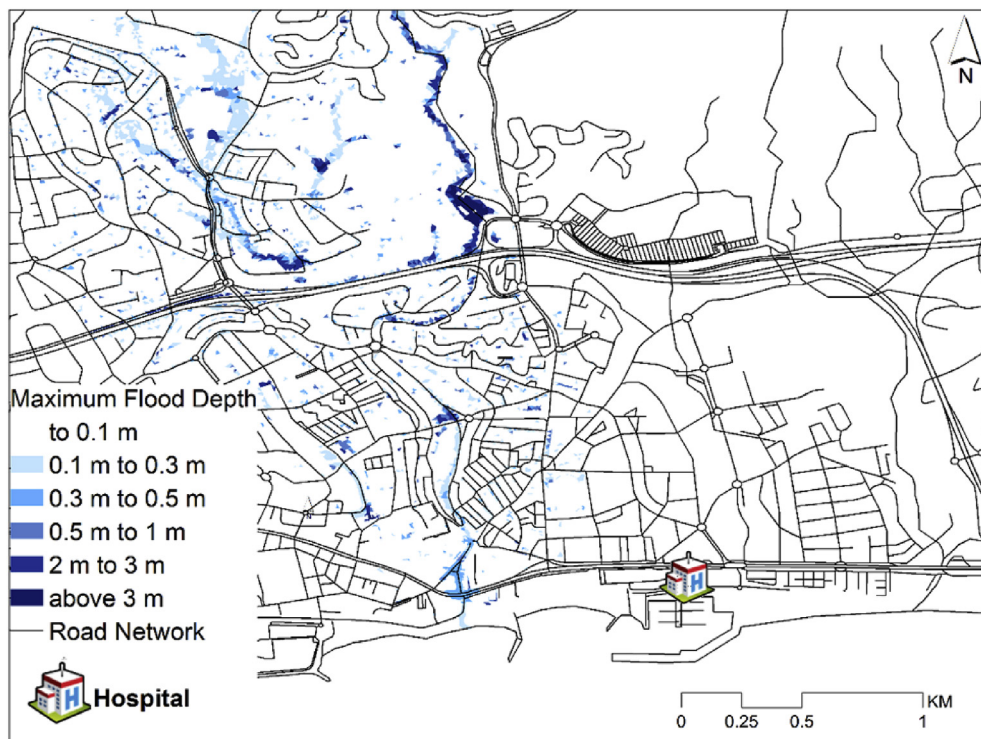 N
Maximum Flood Depth
to 0.1 m
0.1 m to 0.3 m
0.3 m to 0.5 m
0.5 m to 1 m
2 m to 3 m
above 3 m
Road Network
H Hospital
H
KM
0 0.25 0.5 1